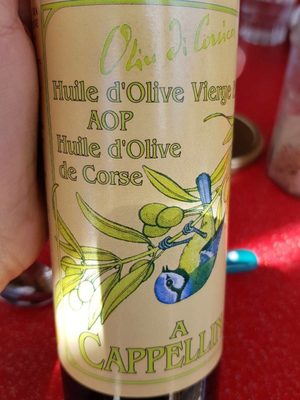 Oliu di Corsica
Huile d'Olive Vierge
AOP
Huile d'Olive
de Corse
A
CAPPELLIN